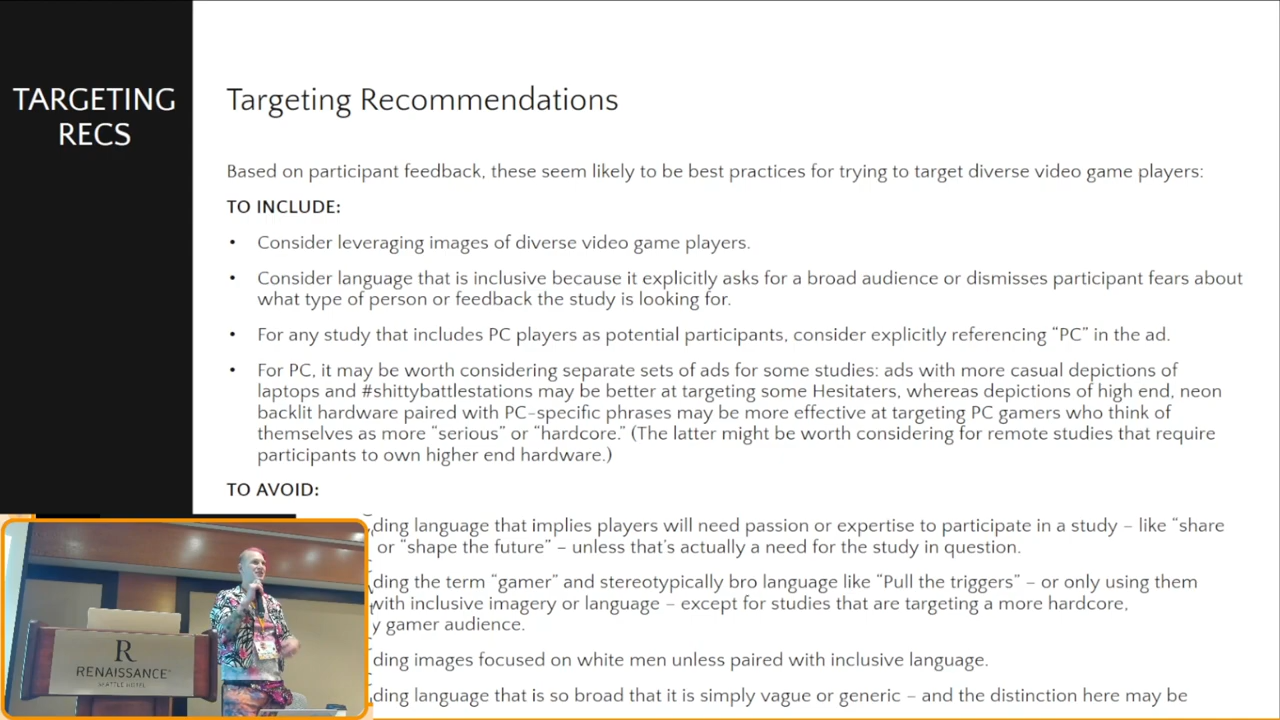 TARGETING
RECS
Targeting Recommendations
Based on participant feedback, these seem likely to be best practices for trying to target diverse video game players:
TO INCLUDE:
• Consider leveraging images of diverse video game players.
• Consider language that is inclusive because it explicitly asks for a broad audience or dismisses participant fears about
what type of person or feedback the study is looking for.
• For any study that includes PC players as potential participants, consider explicitly referencing “PC” in the ad.
• For PC, it may be worth considering separate sets of ads for some studies: ads with more casual depictions of
laptops and #shittybattlestations may be better at targeting some Hesitaters, whereas depictions of high end, neon
backlit hardware paired with PC-specific phrases may be more effective at targeting PC gamers who think of
themselves as more “serious” or “hardcore.” (The latter might be worth considering for remote studies that require
participants to own higher end hardware.)
TO AVOID:
ding language that implies players will need passion or expertise to participate in a study – like “share
or “shape the future” – unless that’s actually a need for the study in question.
ding the term “gamer” and stereotypically bro language like “Pull the triggers” – or only using them
with inclusive imagery or language – except for studies that are targeting a more hardcore,
y gamer audience.
ding images focused on white men unless paired with inclusive language.
ding language that is so broad that it is simply vague or generic – and the distinction here may be
R
RENAISSANCE
SEATTLE HOTEL